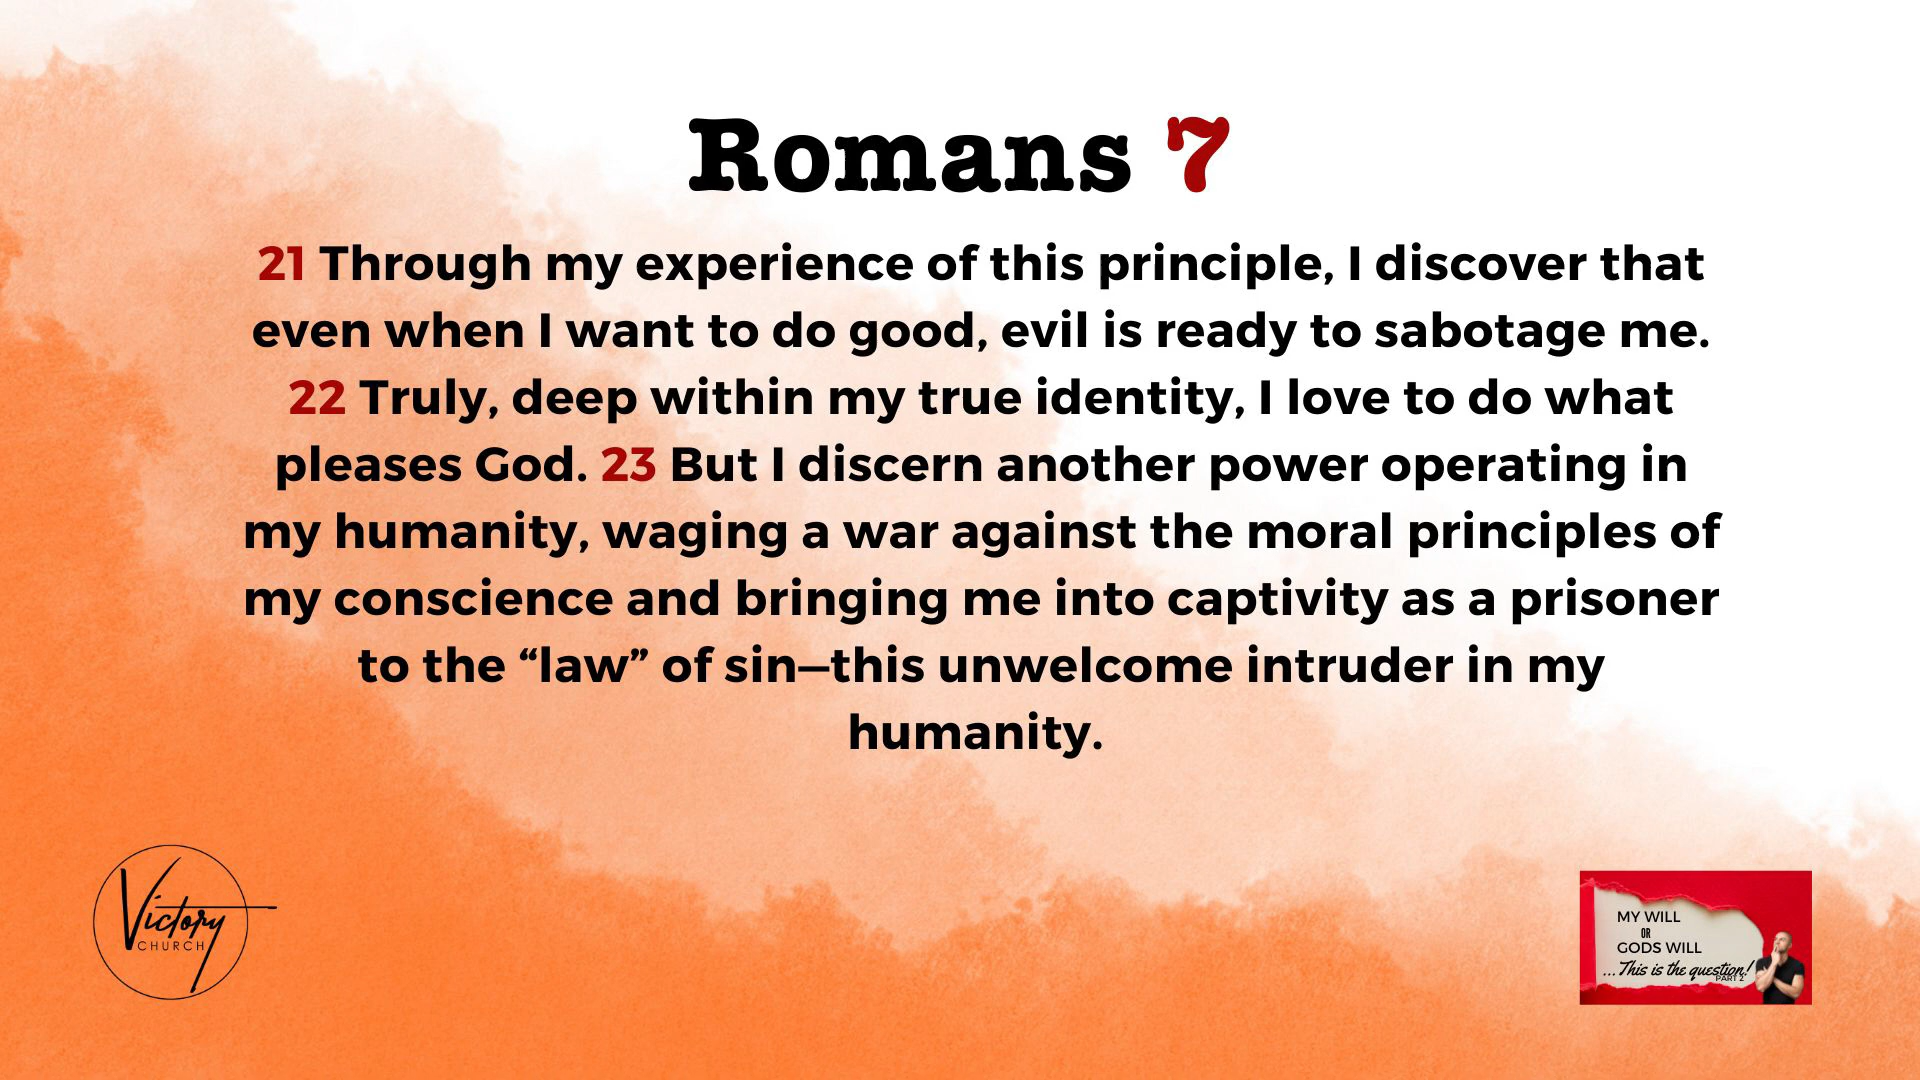 Romans 7
21 Through my experience of this principle, I discover that
even when I want to do good, evil is ready to sabotage me.
22 Truly, deep within my true identity, I love to do what
pleases God. 23 But I discern another power operating in
my humanity, waging a war against the moral principles of
my conscience and bringing me into captivity as a prisoner
to the “law” of sin—this unwelcome intruder in my
humanity.
Victory
CHURCH
MY WILL
OR
GODS WILL
...This is the question!
PART 2